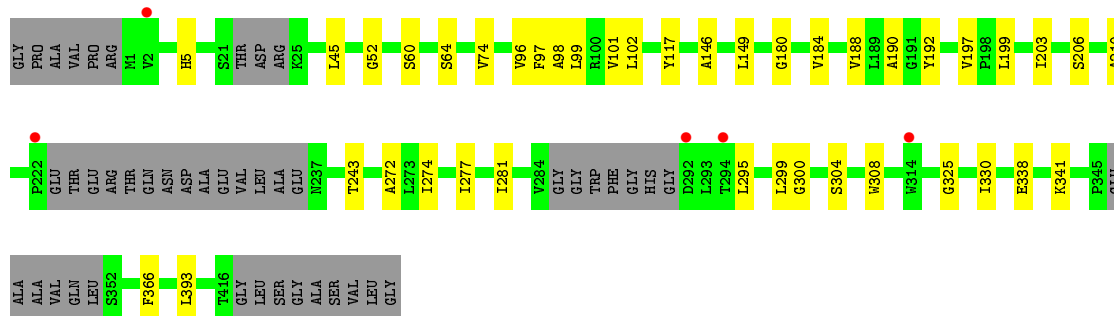 GLY PRO ALA VAL PRO ARG M1 V2 H5 S21 THR ASP ARG K25 L45 G52 S60 S64 V74 V96 F97 A98 L99 R100 V101 L102 Y117 A146 L149 G180 V184 V188 L189 A190 G191 Y192 V197 P198 L199 I203 S206
P222 GLU THR GLU ARG THR GLN ASN ASP ALA GLU VAL LEU ALA GLU N237 T243 A272 L273 I274 I277 I281 V284 GLY GLY TRP PHE GLY HIS GLY D292 L293 T294 L295 L299 G300 S304 W308 W314 G325 I330 E338 K341 P345
ALA ALA VAL GLN LEU S352 F366 L393 T416 GLY LEU SER GLY ALA SER VAL LEU GLY